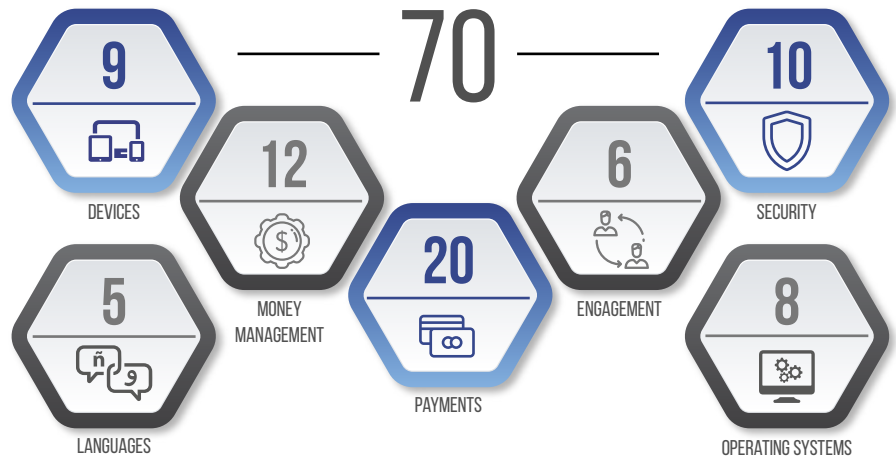 70
9
DEVICES
12
MONEY
MANAGEMENT
20
PAYMENTS
6
ENGAGEMENT
10
SECURITY
5
ñ
و
LANGUAGES
$
8
OPERATING SYSTEMS